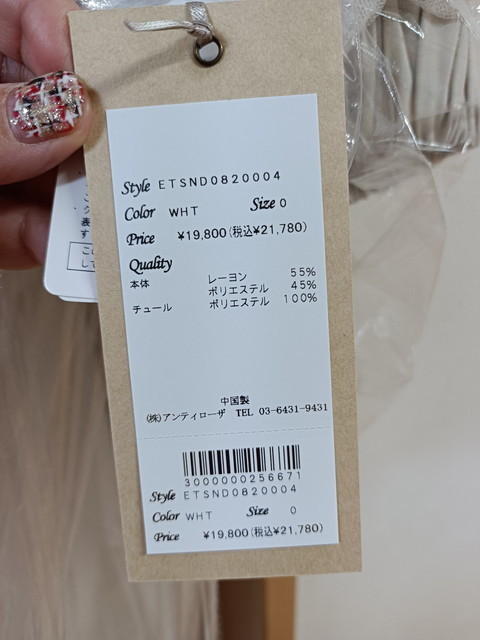 Style ETSND0820004
Color WHT Size 0
Price ¥19,800(税込¥21,780)
Quality
本体 レーヨン 55%
ポリエステル 45%
チュール ポリエステル 100%
中国製
(株)アンティローザ TEL 03-6431-9431
3000000256671
Style ETSND0820004
Color WHT Size 0
Price ¥19,800(税込¥21,780)